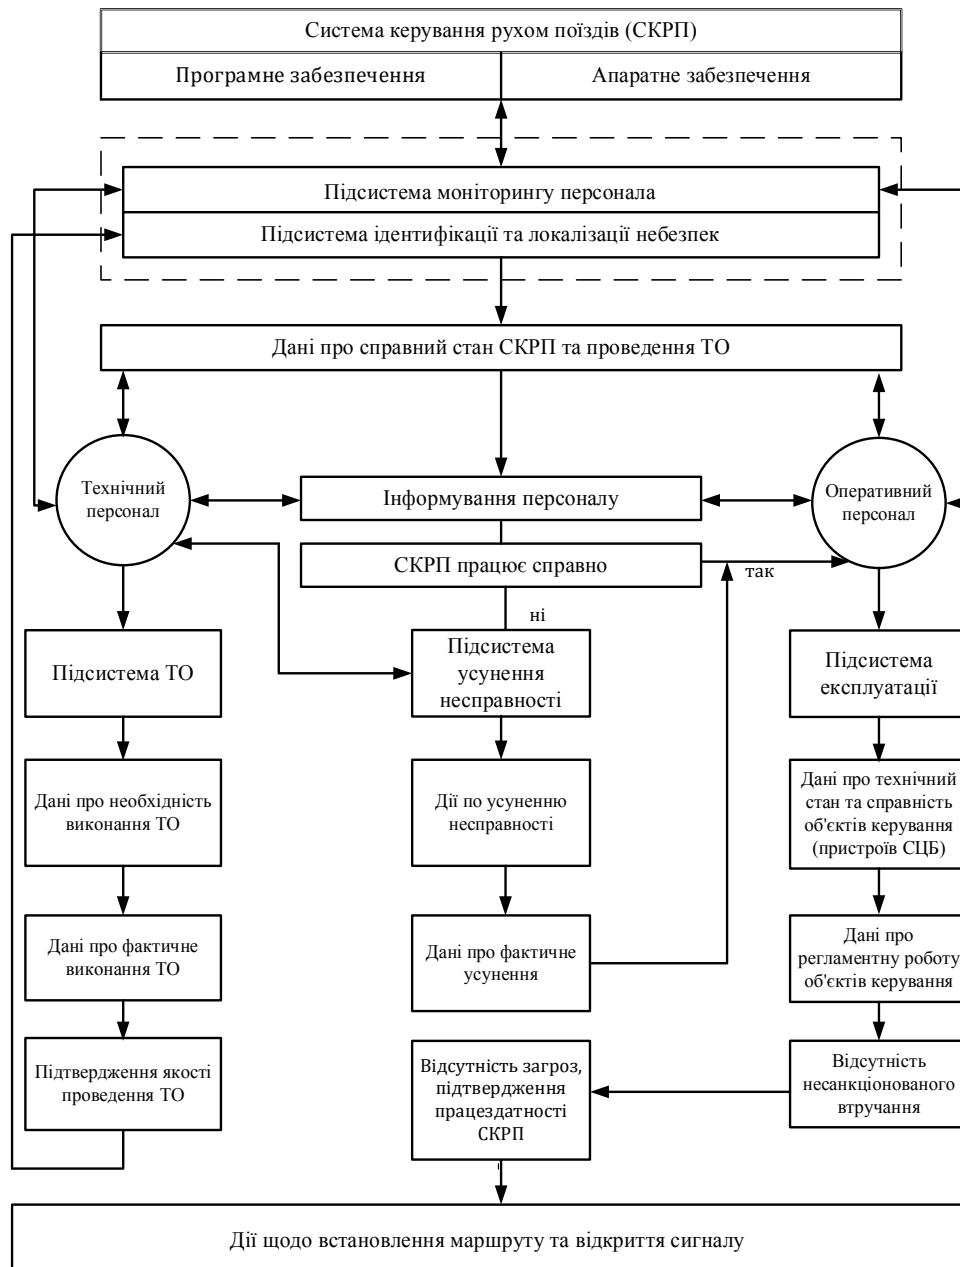 Система керування рухом поїздів (СКРП)
Програмне забезпечення
Апаратне забезпечення
Підсистема моніторингу персонала
Підсистема ідентифікації та локалізації небезпек
Дані про справний стан СКРП та проведення ТО
Технічний
персонал
Інформування персоналу
Оперативний
персонал
СКРП працює справно
так
ні
Підсистема ТО
Підсистема
усунення
несправності
Підсистема
експлуатації
Дані про необхідність
виконання ТО
Дії по усуненню
несправності
Дані про технічний
стан та справність
об'єктів керування
(пристроїв СЦБ)
Дані про фактичне
виконання ТО
Дані про фактичне
усунення
Дані про
регламентну роботу
об'єктів керування
Підтвердження якості
проведення ТО
Відсутність загроз,
підтвердження
працездатності
СКРП
Відсутність
несанкціонованого
втручання
Дії щодо встановлення маршруту та відкриття сигналу